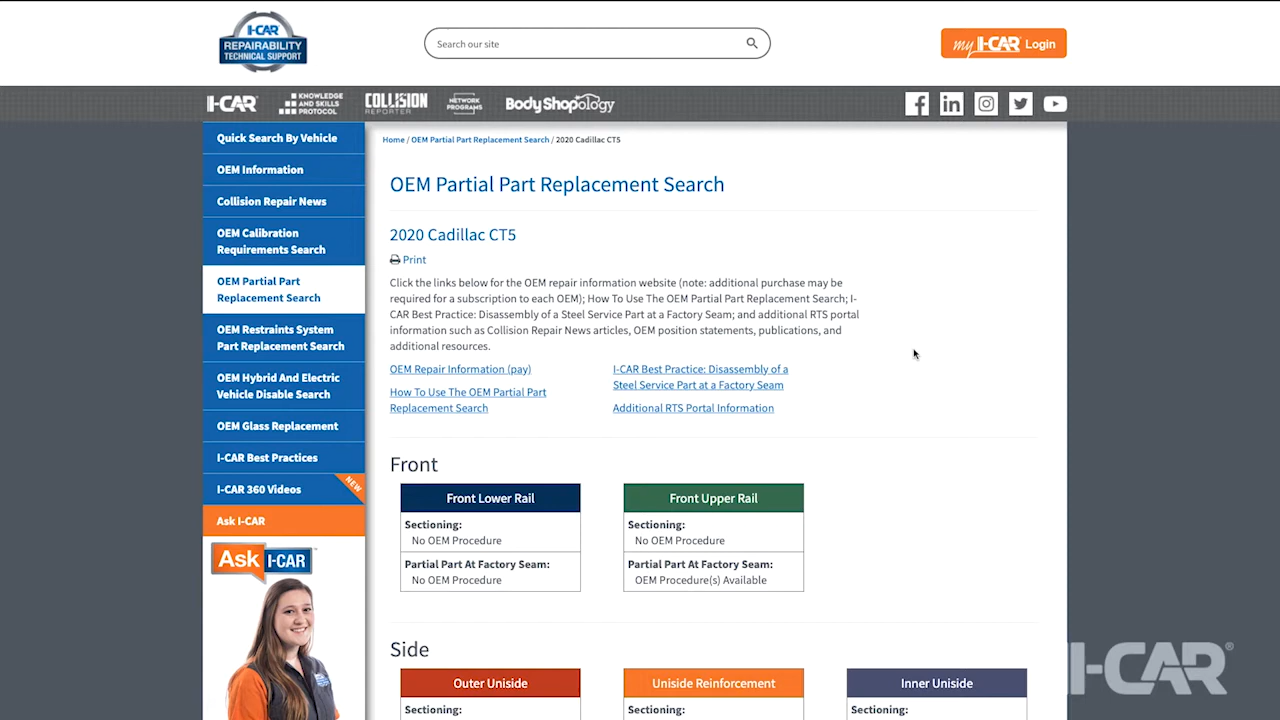 I-CAR
REPAIRABILITY
TECHNICAL SUPPORT
Search our site
my I-CAR Login
I-CAR
KNOWLEDGE
AND SKILLS
PROTOCOL
COLLISION
REPORTER
NETWORK
PROGRAMS
BodyShopology
Quick Search By Vehicle
OEM Information
Collision Repair News
OEM Calibration
Requirements Search
OEM Partial Part
Replacement Search
OEM Restraints System
Part Replacement Search
OEM Hybrid And Electric
Vehicle Disable Search
OEM Glass Replacement
I-CAR Best Practices
I-CAR 360 Videos
NEW
Ask I-CAR
Ask I-CAR
Home / OEM Partial Part Replacement Search / 2020 Cadillac CT5
OEM Partial Part Replacement Search
2020 Cadillac CT5
Print
Click the links below for the OEM repair information website (note: additional purchase may be
required for a subscription to each OEM); How To Use The OEM Partial Part Replacement Search; I-
CAR Best Practice: Disassembly of a Steel Service Part at a Factory Seam; and additional RTS portal
information such as Collision Repair News articles, OEM position statements, publications, and
additional resources.
OEM Repair Information (pay)
How To Use The OEM Partial Part
Replacement Search
I-CAR Best Practice: Disassembly of a
Steel Service Part at a Factory Seam
Additional RTS Portal Information
Front
Front Lower Rail
Sectioning:
No OEM Procedure
Partial Part At Factory Seam:
No OEM Procedure
Front Upper Rail
Sectioning:
No OEM Procedure
Partial Part At Factory Seam:
OEM Procedure(s) Available
Side
Outer Uniside
Sectioning:
Uniside Reinforcement
Sectioning:
Inner Uniside
Sectioning:
I-CAR®